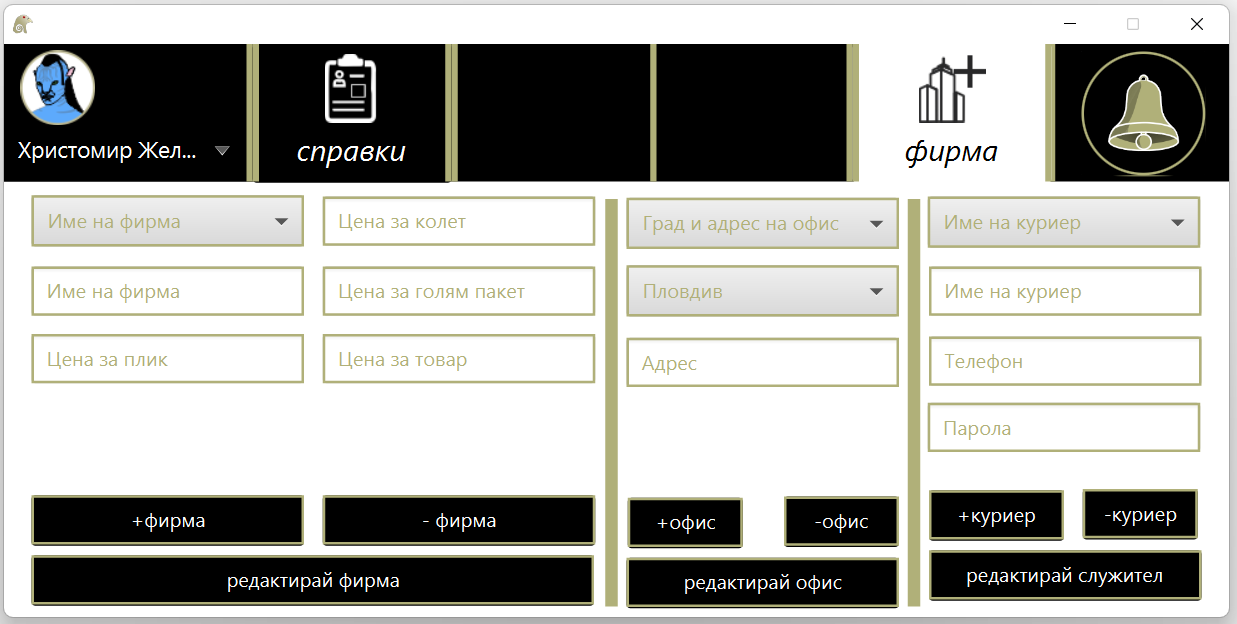 Христомир Жел...
справки
фирма
Име на фирма
Цена за колет
Град и адрес на офис
Име на куриер
Име на фирма
Цена за голям пакет
Пловдив
Име на куриер
Цена за плик
Цена за товар
Адрес
Телефон
Парола
+фирма
- фирма
+офис
-офис
+куриер
-куриер
редактирай фирма
редактирай офис
редактирай служител